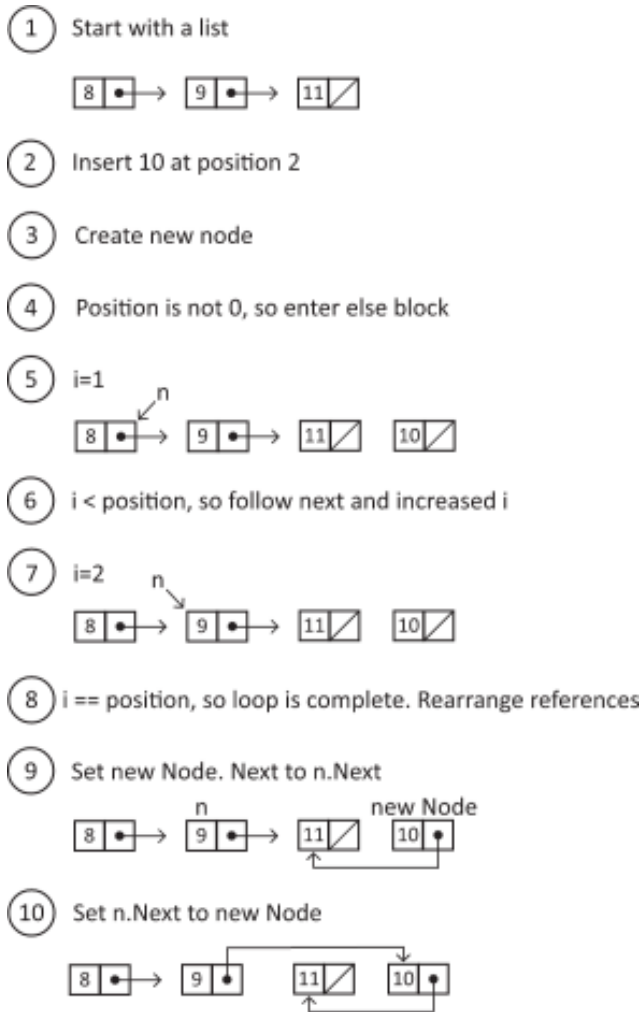 1 Start with a list
8 9 11
2 Insert 10 at position 2
3 Create new node
4 Position is not 0, so enter else block
5 i=1
n
8 9 11 10
6 i < position, so follow next and increased i
7 i=2
n
8 9 11 10
8 i == position, so loop is complete. Rearrange references
9 Set new Node. Next to n.Next
n new Node
8 9 11 10
10 Set n.Next to new Node
8 9 11 10